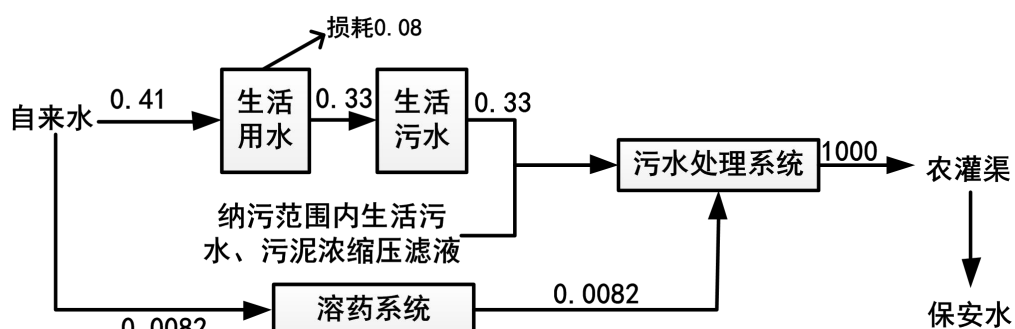 损耗0.08
自来水
0.41
生活
用水
0.33
生活
污水
0.33
污水处理系统
1000
农灌渠
纳污范围内生活污
水、污泥浓缩压滤液
0.0082
溶药系统
0.0082
保安水